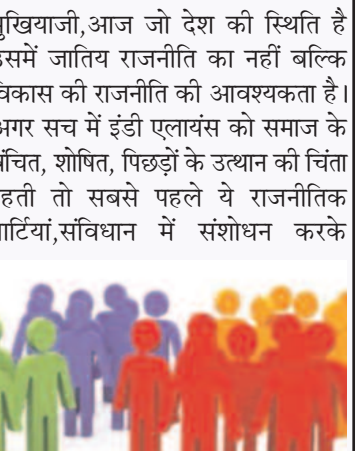 मुखियाजी,आज जो देश की स्थिति है
उसमें जातिय राजनीति का नहीं बल्कि
विकास की राजनीति की आवश्यकता है।
अगर सच में इंडी एलायंस को समाज के
वंचित, शोषित, पिछड़ों के उत्थान की चिंता
रहती तो सबसे पहले ये राजनीतिक
पार्टियां,संविधान में संशोधन करके